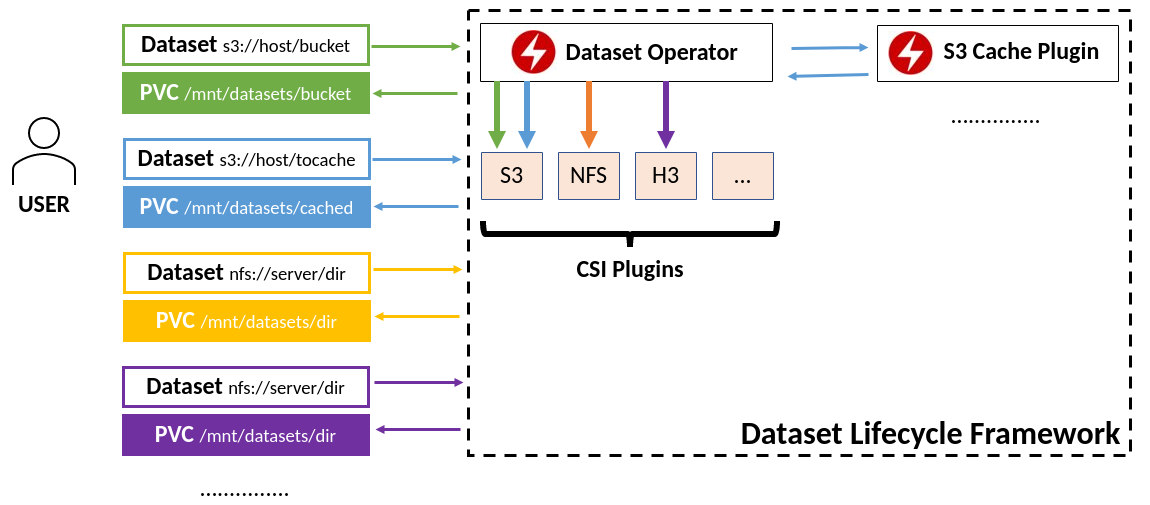 Dataset s3://host/bucket
PVC /mnt/datasets/bucket
USER
Dataset s3://host/tocache
PVC /mnt/datasets/cached
Dataset nfs://server/dir
PVC /mnt/datasets/dir
Dataset nfs://server/dir
PVC /mnt/datasets/dir
...............
Dataset Operator
S3 Cache Plugin
...............
S3
NFS
H3
...
CSI Plugins
Dataset Lifecycle Framework